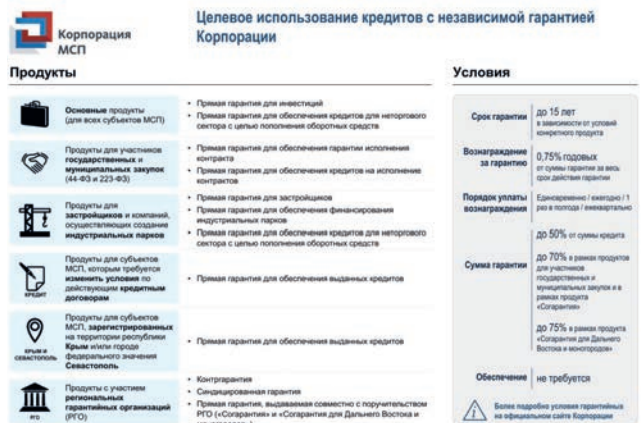 Корпорация
МСП
Целевое использование кредитов с независимой гарантией
Корпорации
Продукты
Основные продукты
(для всех субъектов МСП)
• Прямая гарантия для инвестиций
• Прямая гарантия для обеспечения кредитов для неторгового
сектора с целью пополнения оборотных средств
Продукты для участников
государственных и
муниципальных закупок
(44-ФЗ и 223-ФЗ)
• Прямая гарантия для обеспечения гарантии исполнения
контракта
• Прямая гарантия для обеспечения кредитов на исполнение
контрактов
Продукты для
застройщиков и компаний,
осуществляющих создание
индустриальных парков
• Прямая гарантия для застройщиков
• Прямая гарантия для обеспечения финансирования
индустриальных парков
• Прямая гарантия для обеспечения кредитов для неторгового
сектора с целью пополнения оборотных средств
КРЕДИТ
Продукты для субъектов
МСП, которым требуется
изменить условия по
действующим кредитным
договорам
• Прямая гарантия для обеспечения выданных кредитов
КРЫМ И
СЕВАСТОПОЛЬ
Продукты для субъектов
МСП, зарегистрированных
на территории республики
Крым и/или города
федерального значения
Севастополь
• Прямая гарантия для обеспечения выданных кредитов
РГО
Продукты с участием
региональных
гарантийных организаций
(РГО)
• Контргарантия
• Синдицированная гарантия
• Прямая гарантия, выдаваемая совместно с поручительством
РГО («Согарантия» и «Согарантия для Дальнего Востока и
Условия
Срок гарантии
до 15 лет
в зависимости от условий
конкретного продукта
Вознаграждение
за гарантию
0,75% годовых
от суммы гарантии за весь
срок действия гарантии
Порядок уплаты
вознаграждения
Единовременно / ежегодно / 1
раз в полгода / ежеквартально
Сумма гарантии
до 50% от суммы кредита
до 70% в рамках продуктов
для участников
государственных и
муниципальных закупок и в
рамках продукта
«Согарантия»
до 75% в рамках продукта
«Согарантия для Дальнего
Востока и моногородов»
Обеспечение
не требуется
Более подробно условия гарантийных
на официальном сайте Корпорации